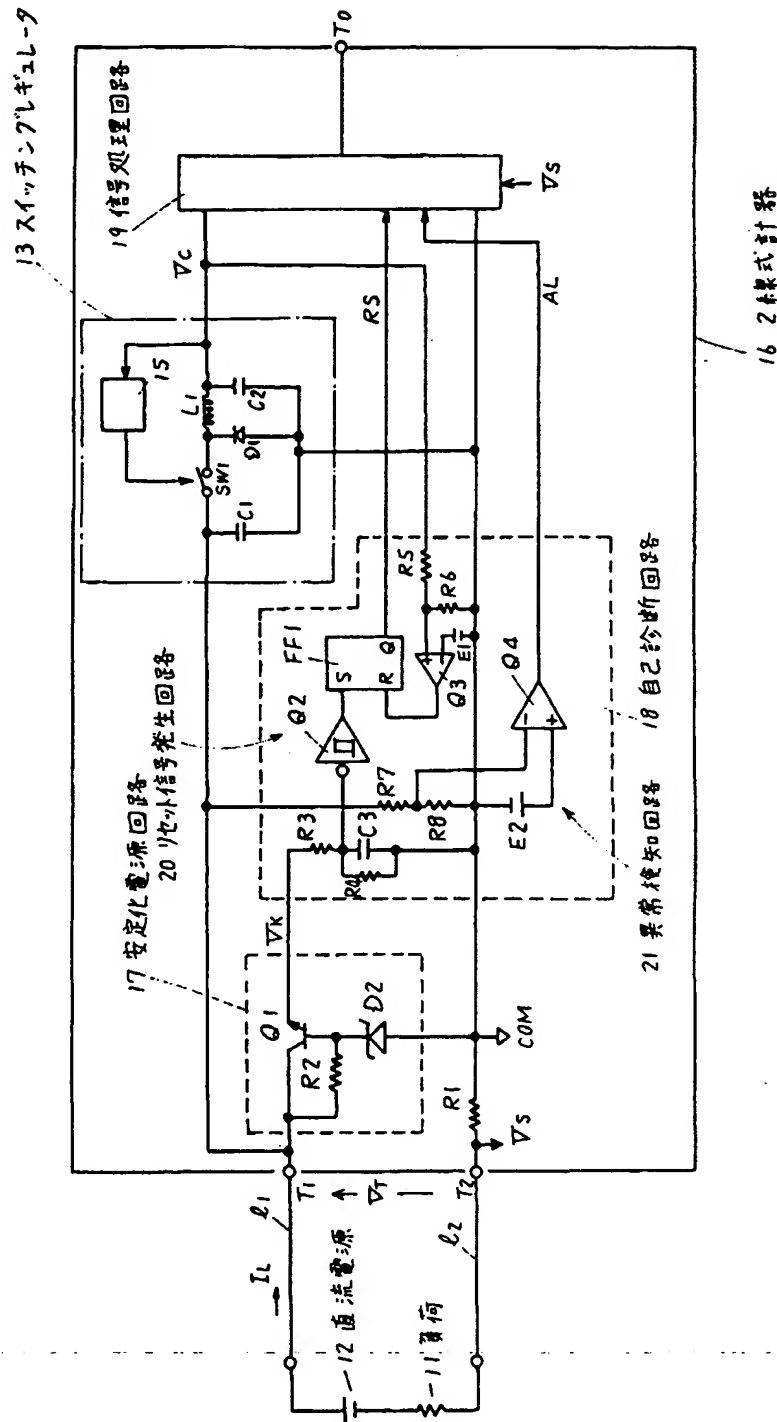 13 スイッチングレギュレータ
19 信号処理回路
To
VC
15
L1
SW1
C2
D1
C1
RS
VS
AL
16 2線式計器
17 安定化電源回路
20 リセット信号発生回路
FF1
S
Q
R
Q2
R5
R6
E1
+
-
Q3
Q4
-
+
18 自己診断回路
R7
R8
R3
C3
R4
E2
21 異常検知回路
VK
Q1
R2
D2
COM
R1
VS
T1
VT
T2
ℓ1
IL
ℓ2
12 直流電源
11 負荷